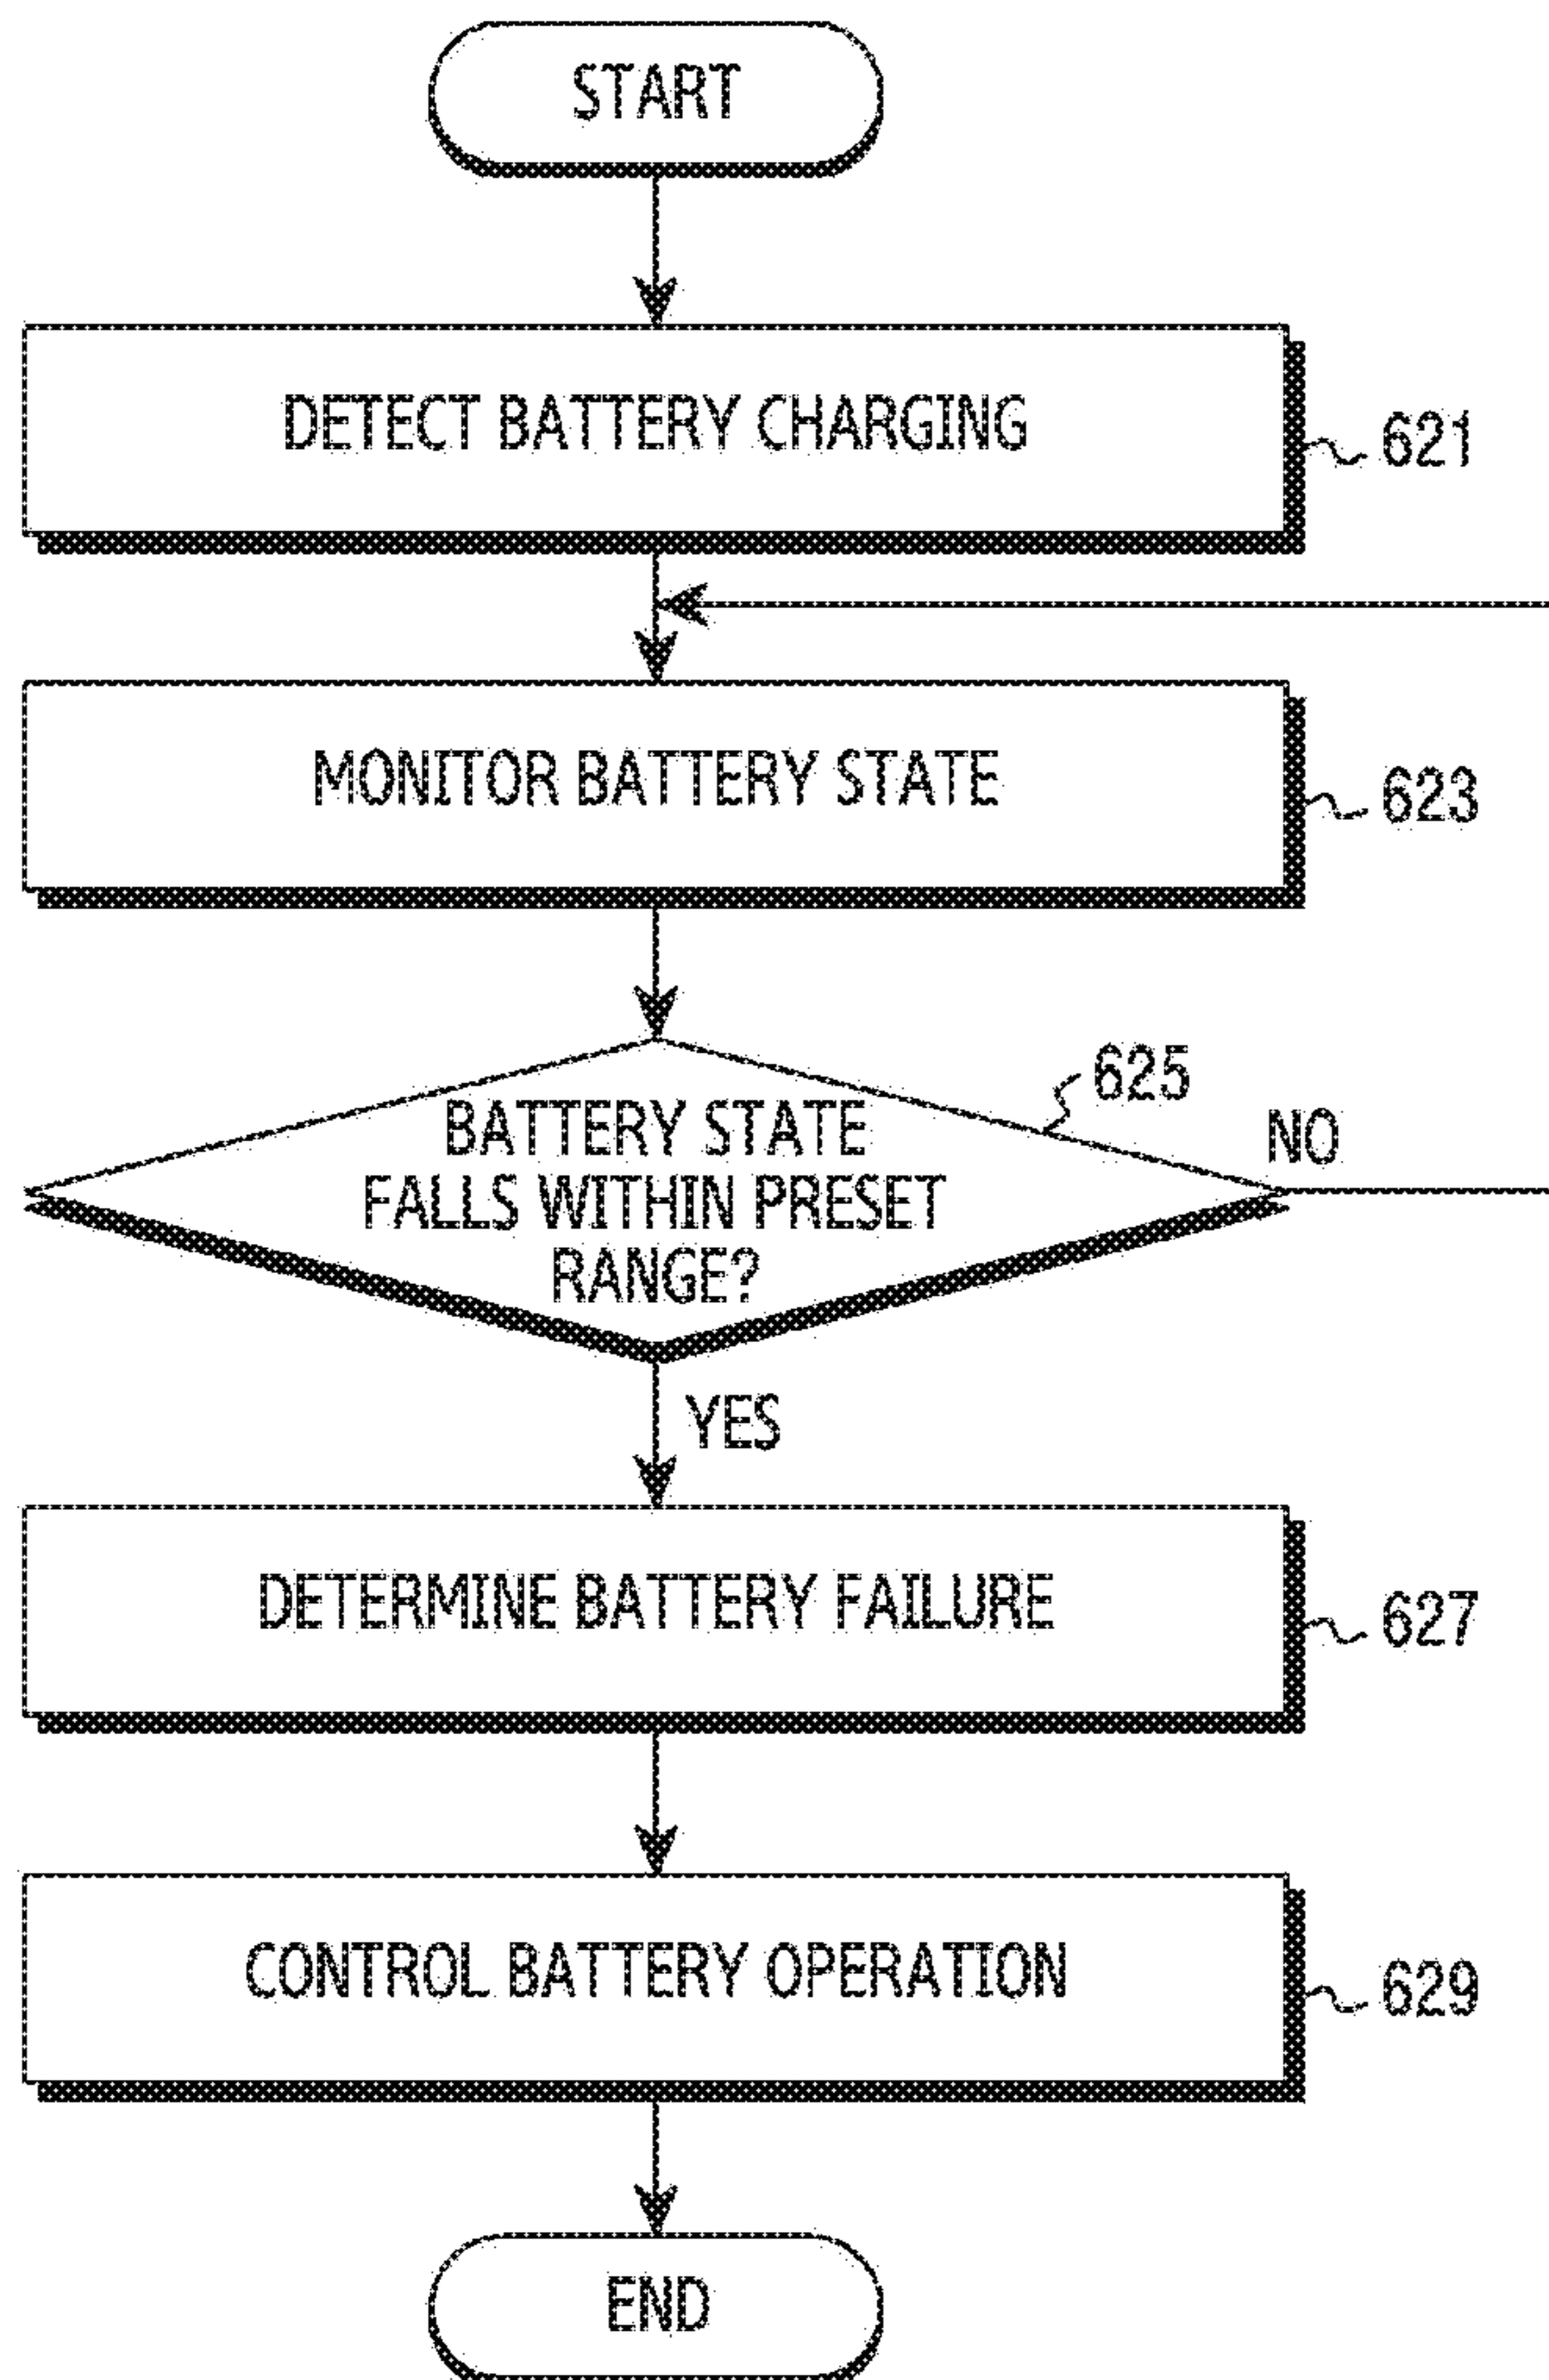 START
DETECT BATTERY CHARGING
621
MONITOR BATTERY STATE
623
625
BATTERY STATE
FALLS WITHIN PRESET
RANGE?
NO
YES
DETERMINE BATTERY FAILURE
627
CONTROL BATTERY OPERATION
629
END